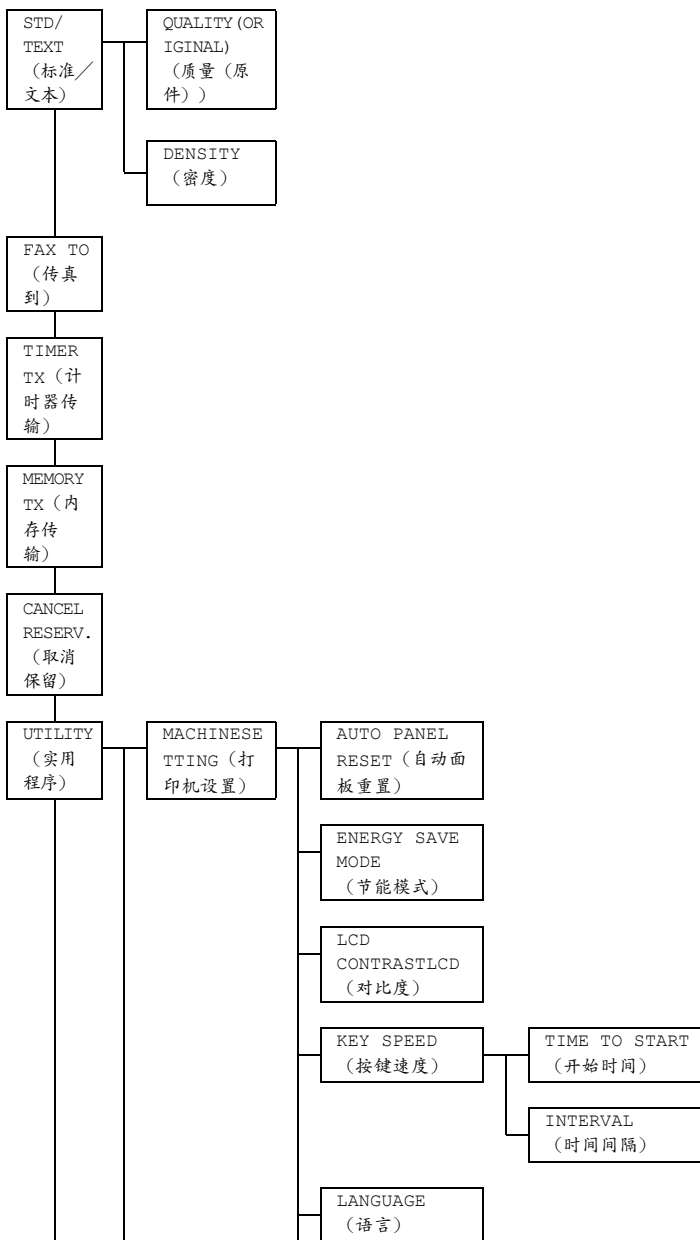 STD/
TEXT
（标准／
文本）
QUALITY(OR
IGINAL)
（质量（原
件））
DENSITY
（密度）
FAX TO
（传真
到）
TIMER
TX（计
时器传
输）
MEMORY
TX（内
存传
输）
CANCEL
RESERV.
（取消
保留）
UTILITY
（实用
程序）
MACHINESE
TTING（打
印机设置）
AUTO PANEL
RESET（自动面
板重置）
ENERGY SAVE
MODE
（节能模式）
LCD
CONTRASTLCD
（对比度）
KEY SPEED
（按键速度）
TIME TO START
（开始时间）
INTERVAL
（时间间隔）
LANGUAGE
（语言）